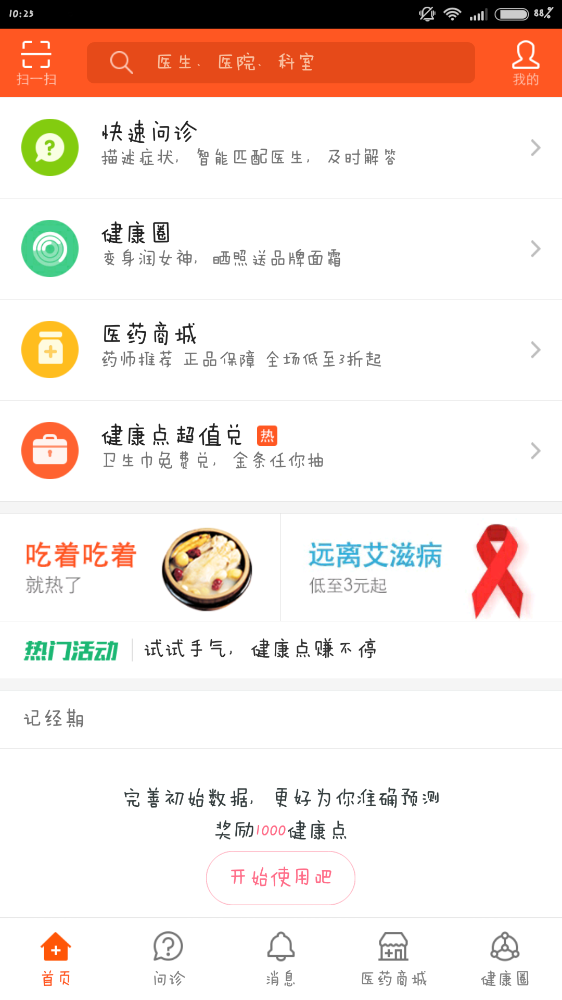 10:25
88%
扫一扫
医生、医院、科室
我的
快速问诊
描述症状,智能匹配医生,及时解答
健康圈
变身润女神,晒照送品牌面霜
医药商城
药师推荐 正品保障 全场低至3折起
健康点超值兑 热
卫生巾免费兑,金条任你抽
吃着吃着
就热了
远离艾滋病
低至3元起
热门活动
试试手气,健康点赚不停
记经期
完善初始数据,更好为你准确预测
奖励1000健康点
开始使用吧
首页
问诊
消息
医药商城
健康圈